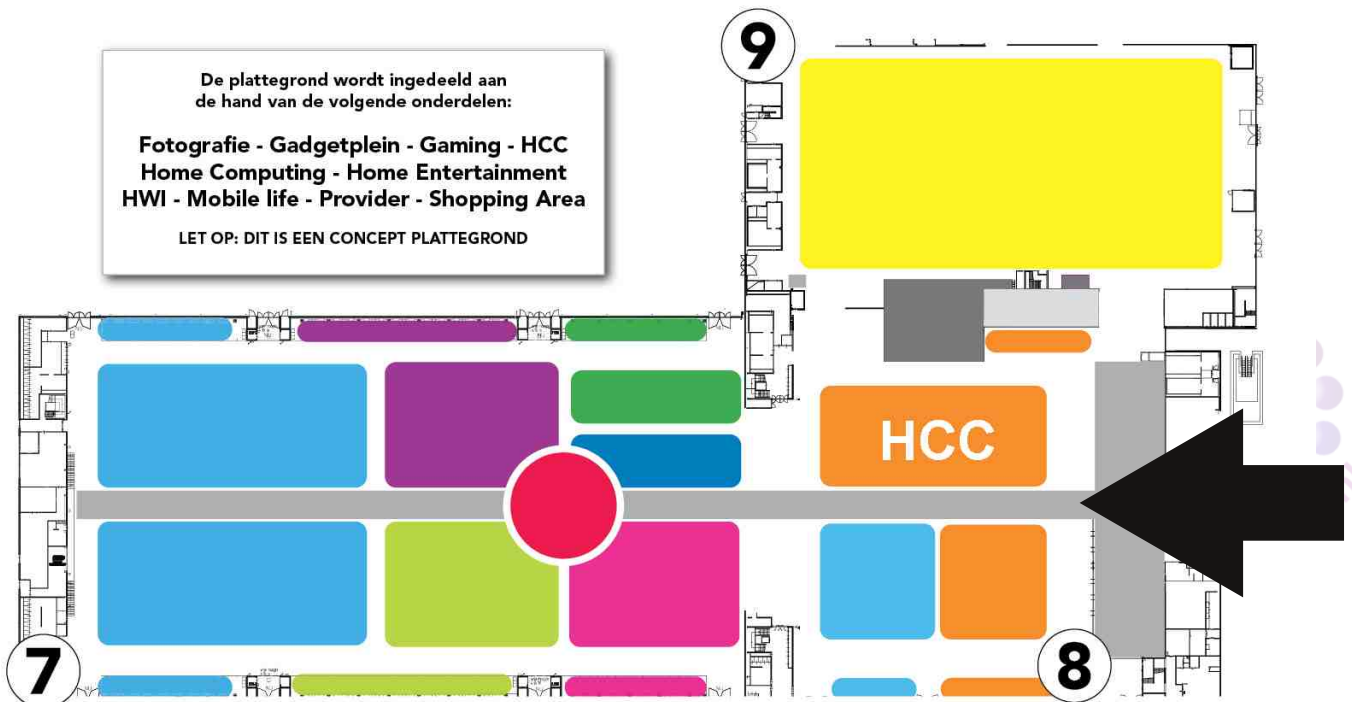 9
De plattegrond wordt ingedeeld aan
de hand van de volgende onderdelen:
Fotografie - Gadgetplein - Gaming - HCC
Home Computing - Home Entertainment
HWI - Mobile life - Provider - Shopping Area
LET OP: DIT IS EEN CONCEPT PLATTEGROND
HCC
7
8